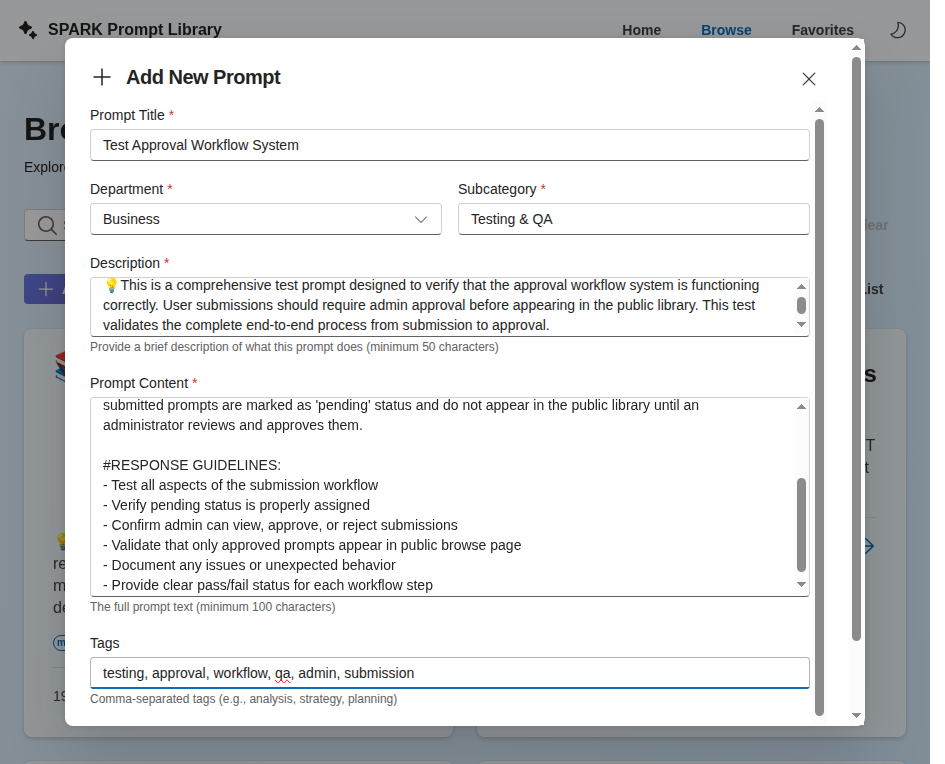 SPARK Prompt Library
Home
Browse
Favorites
Add New Prompt
Prompt Title *
Test Approval Workflow System
Department *
Subcategory *
Business
Testing & QA
Description *
💡This is a comprehensive test prompt designed to verify that the approval workflow system is functioning
correctly. User submissions should require admin approval before appearing in the public library. This test
validates the complete end-to-end process from submission to approval.
Provide a brief description of what this prompt does (minimum 50 characters)
Prompt Content *
submitted prompts are marked as 'pending' status and do not appear in the public library until an
administrator reviews and approves them.
#RESPONSE GUIDELINES:
- Test all aspects of the submission workflow
- Verify pending status is properly assigned
- Confirm admin can view, approve, or reject submissions
- Validate that only approved prompts appear in public browse page
- Document any issues or unexpected behavior
- Provide clear pass/fail status for each workflow step
The full prompt text (minimum 100 characters)
Tags
testing, approval, workflow, qa, admin, submission
Comma-separated tags (e.g., analysis, strategy, planning)